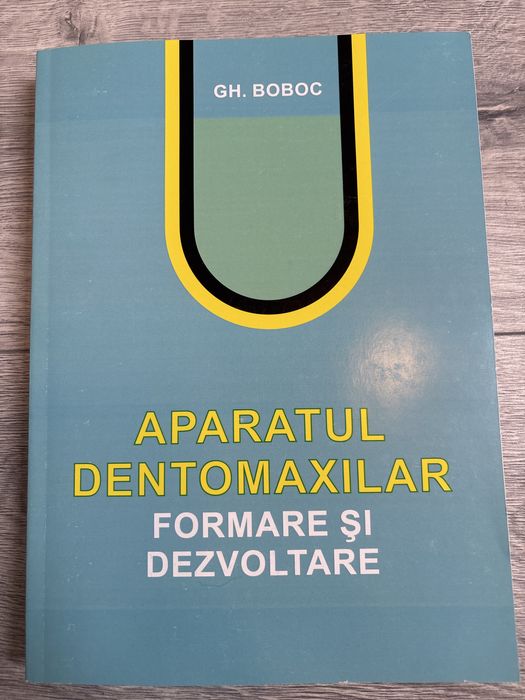 GH. BOBOC
APARATUL
DENTOMAXILAR
FORMARE ŞI
DEZVOLTARE